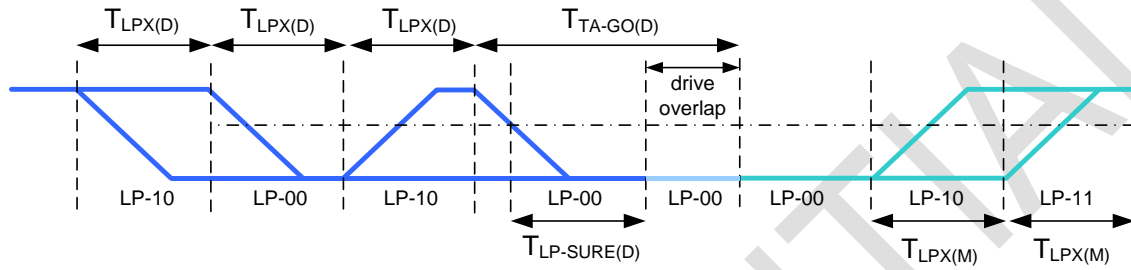 TLPX(D) TLPX(D) TLPX(D) TTA-GO(D)
drive
overlap
LP-10 LP-00 LP-10 LP-00 LP-00 LP-00 LP-10 LP-11
TLP-SURE(D) TLPX(M) TLPX(M)